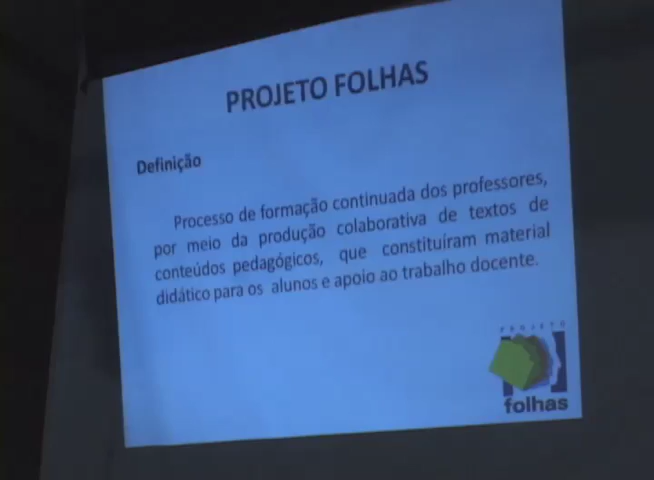 PROJETO FOLHAS
Definição
Processo de formação continuada dos professores,
por meio da produção colaborativa de textos de
conteúdos pedagógicos, que constituíram material
didático para os alunos e apoio ao trabalho docente.
PROJETO
folhas